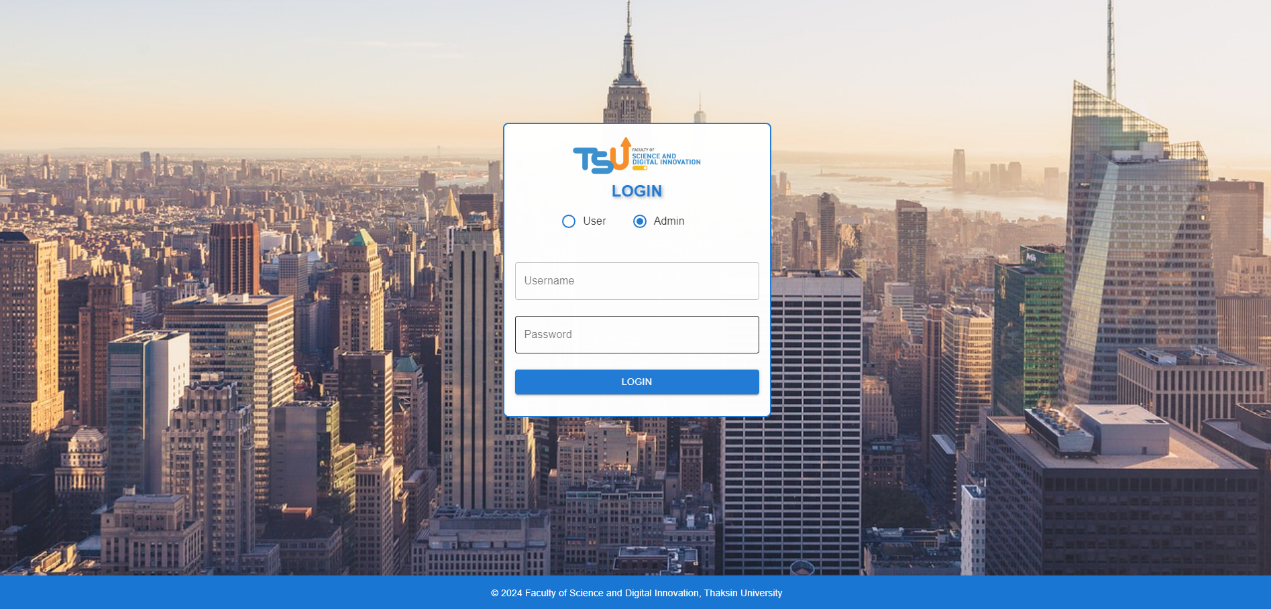 TSU
FACULTY OF
SCIENCE AND
DIGITAL INNOVATION
LOGIN
User
Admin
Username
Password
LOGIN
© 2024 Faculty of Science and Digital Innovation, Thaksin University